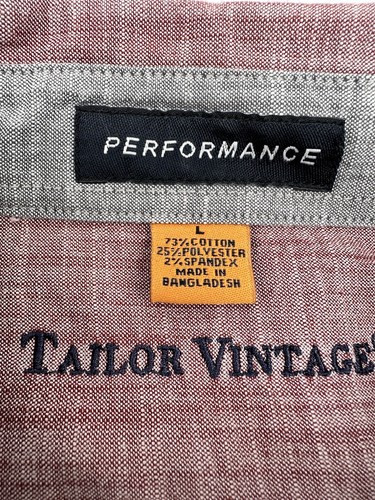 PERFORMANCE
L
73% COTTON
25% POLYESTER
2% SPANDEX
MADE IN
BANGLADESH
TAILOR VINTAGE